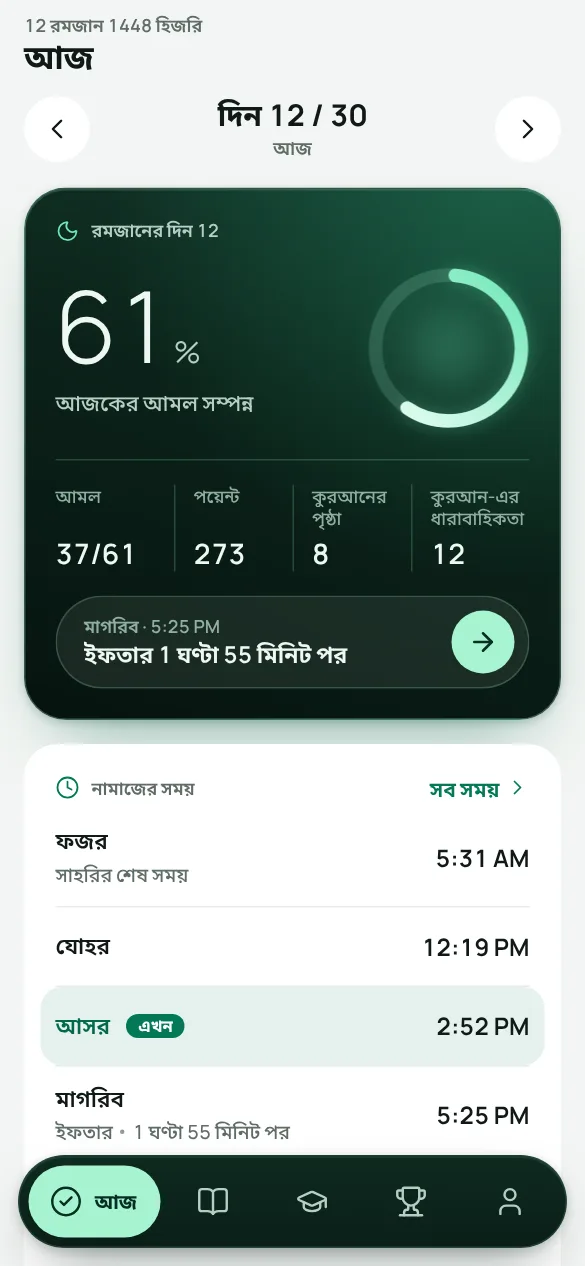 12 রমজান 1448 হিজরি
আজ
দিন 12 / 30
আজ
রমজানের দিন 12
61 %
আজকের আমল সম্পন্ন
আমল
37/61
পয়েন্ট
273
কুরআনের
পৃষ্ঠা
8
কুরআন-এর
ধারাবাহিকতা
12
মাগরিব · 5:25 PM
ইফতার 1 ঘণ্টা 55 মিনিট পর
নামাজের সময়
সব সময়
ফজর
সাহরির শেষ সময়
5:31 AM
যোহর
12:19 PM
আসর
এখন
2:52 PM
মাগরিব
ইফতার • 1 ঘণ্টা 55 মিনিট পর
5:25 PM
আজ